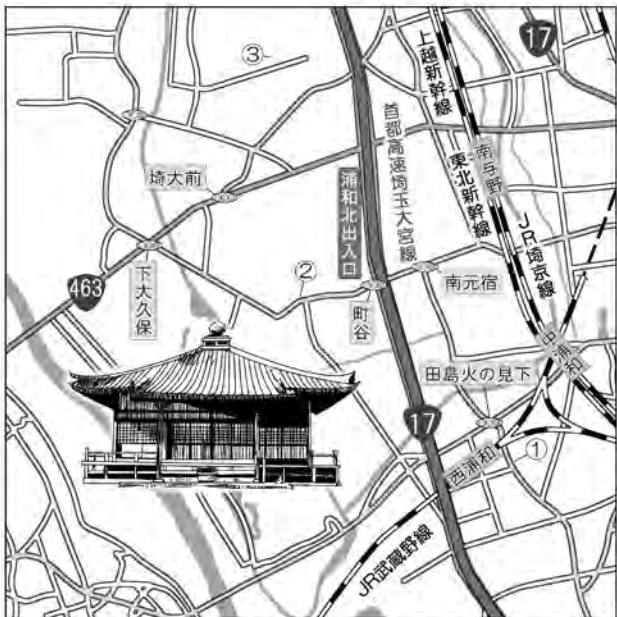 17
上越新幹線
③
首都高速埼玉大宮線
東北新幹線
南与野
埼大前
浦和北出入口
JR埼京線
463
下大久保
②
町谷
南元宿
中浦和
田島火の見下
17
西浦和
①
JR武蔵野線